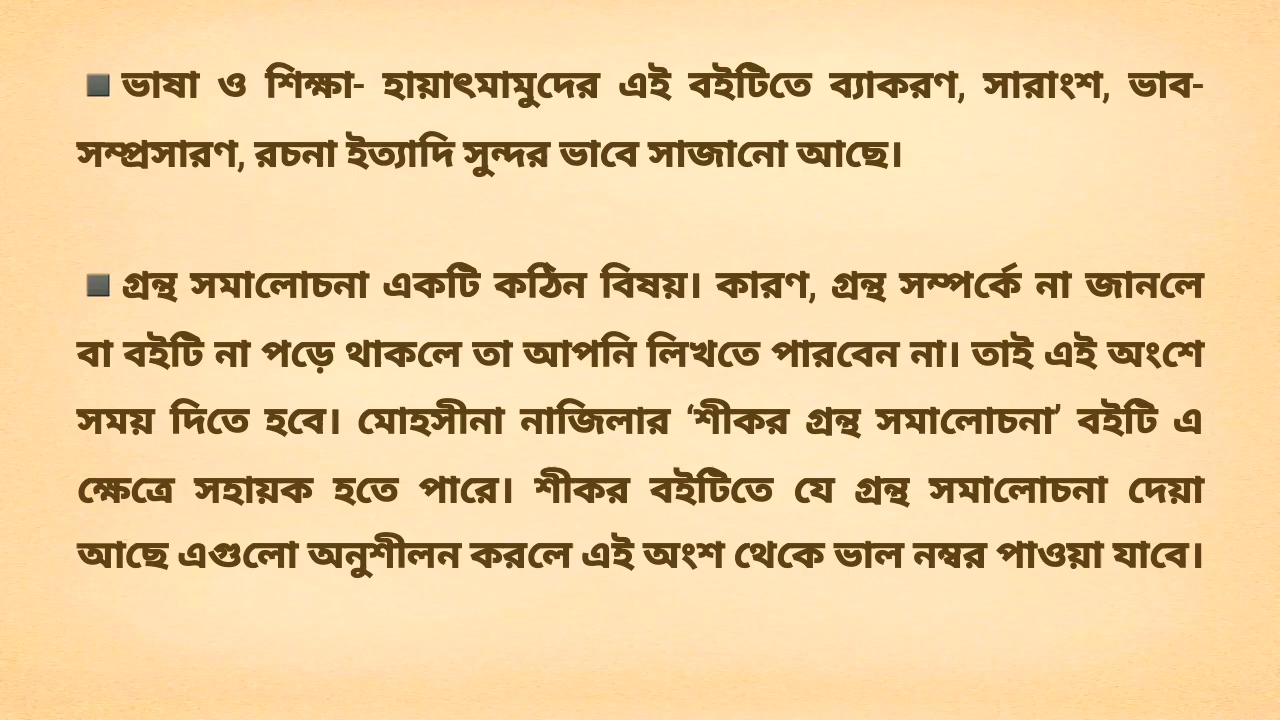 ▪ ভাষা ও শিক্ষা- হায়াৎমামুদের এই বইটিতে ব্যাকরণ, সারাংশ, ভাব-
সম্প্রসারণ, রচনা ইত্যাদি সুন্দর ভাবে সাজানো আছে।
▪ গ্রন্থ সমালোচনা একটি কঠিন বিষয়। কারণ, গ্রন্থ সম্পর্কে না জানলে
বা বইটি না পড়ে থাকলে তা আপনি লিখতে পারবেন না। তাই এই অংশে
সময় দিতে হবে। মোহসীনা নাজিলার ‘শীকর গ্রন্থ সমালোচনা’ বইটি এ
ক্ষেত্রে সহায়ক হতে পারে। শীকর বইটিতে যে গ্রন্থ সমালোচনা দেয়া
আছে এগুলো অনুশীলন করলে এই অংশ থেকে ভাল নম্বর পাওয়া যাবে।